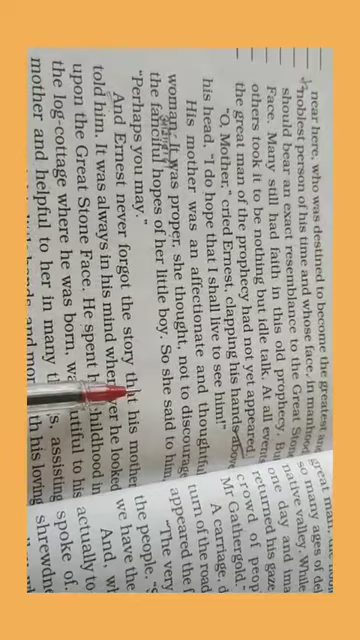 near here, who was destined to become the greatest and
noblest person of his time and whose face, in manhood,
should bear an exact resemblance to the Great Stone
Face. Many still had faith in this old prophecy. But
others took it to be nothing but idle talk. At all events,
the great man of the prophecy had not yet appeared.
"O, Mother," cried Ernest, clapping his hands above
his head, "I do hope that I shall live to see him!"
His mother was an affectionate and thoughtful
woman. It was proper, she thought, not to discourage
the fanciful hopes of her little boy. So she said to him,
"Perhaps you may."
And Ernest never forgot the story that his mother
told him. It was always in his mind whenever he looked
upon the Great Stone Face. He spent his childhood in
the log-cottage where he was born, was dutiful to his
mother and helpful to her in many things, assisting
hands and more with his loving
great man, the
so many ages of
native valley. While
one day and
returned his gaze
crowd of
Mr Gathergold."
A carriage,
turn of the road
appeared the
"The very
the people.
we have the
And,
actually to
spoke of